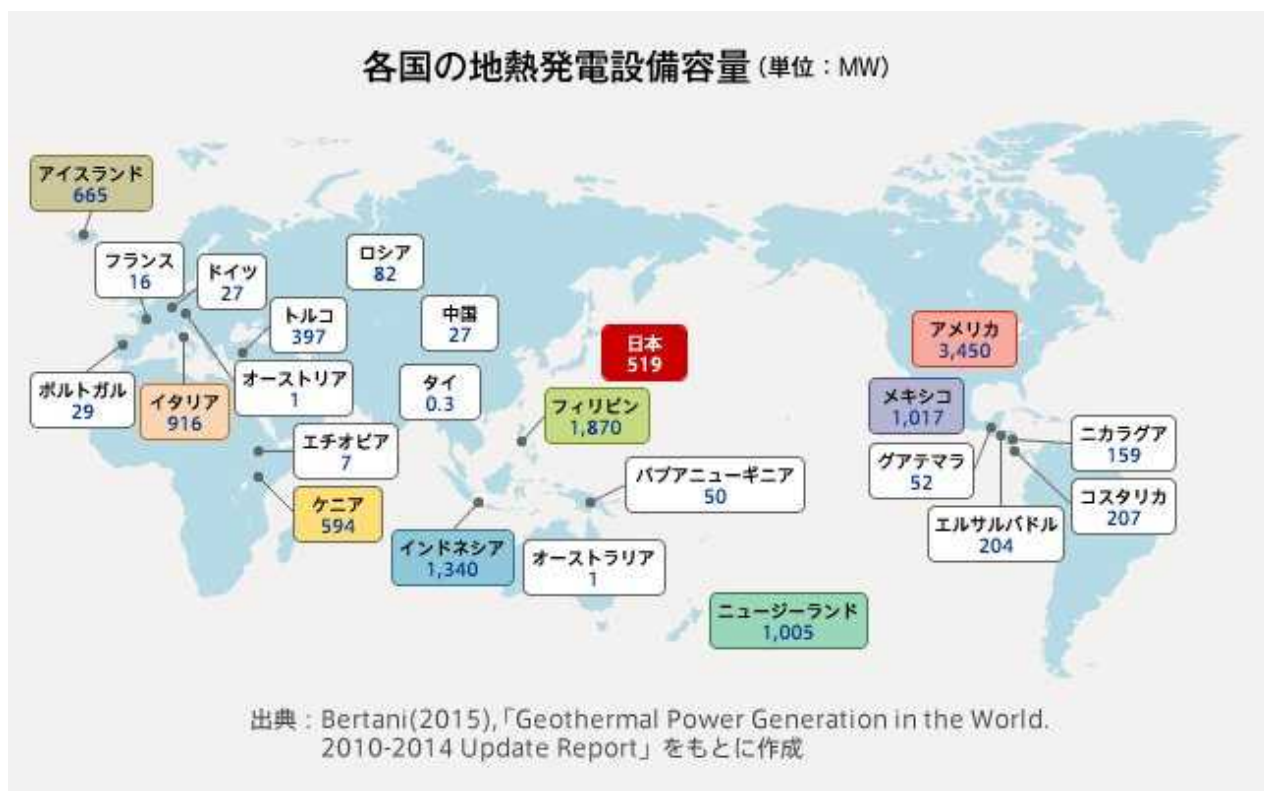 各国の地熱発電設備容量（単位：MW）
アイスランド
665
フランス
16
ドイツ
27
ロシア
82
トルコ
397
中国
27
日本
519
アメリカ
3,450
ポルトガル
29
イタリア
916
オーストリア
1
タイ
0.3
フィリピン
1,870
メキシコ
1,017
ニカラグア
159
エチオピア
7
パプアニューギニア
50
グアテマラ
52
ケニア
594
コスタリカ
207
エルサルバドル
204
インドネシア
1,340
オーストラリア
1
ニュージーランド
1,005
出典：Bertani(2015),「Geothermal Power Generation in the World.
2010-2014 Update Report」をもとに作成